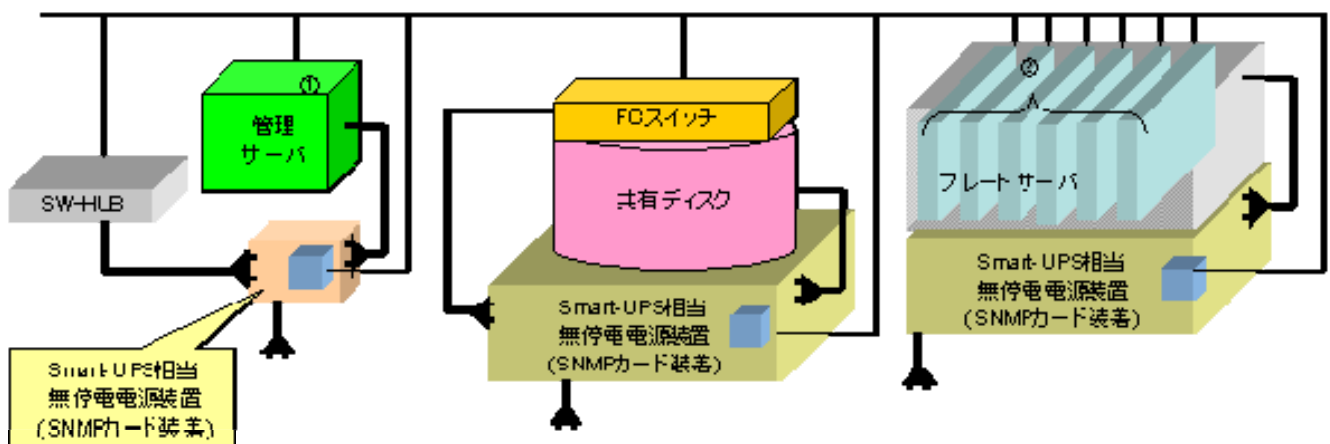 ①
管理
サーバ
SW-HUB
Smart-UPS相当
無停電電源装置
(SNMPカード装着)
FCスイッチ
共有ディスク
Smart-UPS相当
無停電電源装置
(SNMPカード装着)
②
ブレードサーバ
Smart-UPS相当
無停電電源装置
(SNMPカード装着)